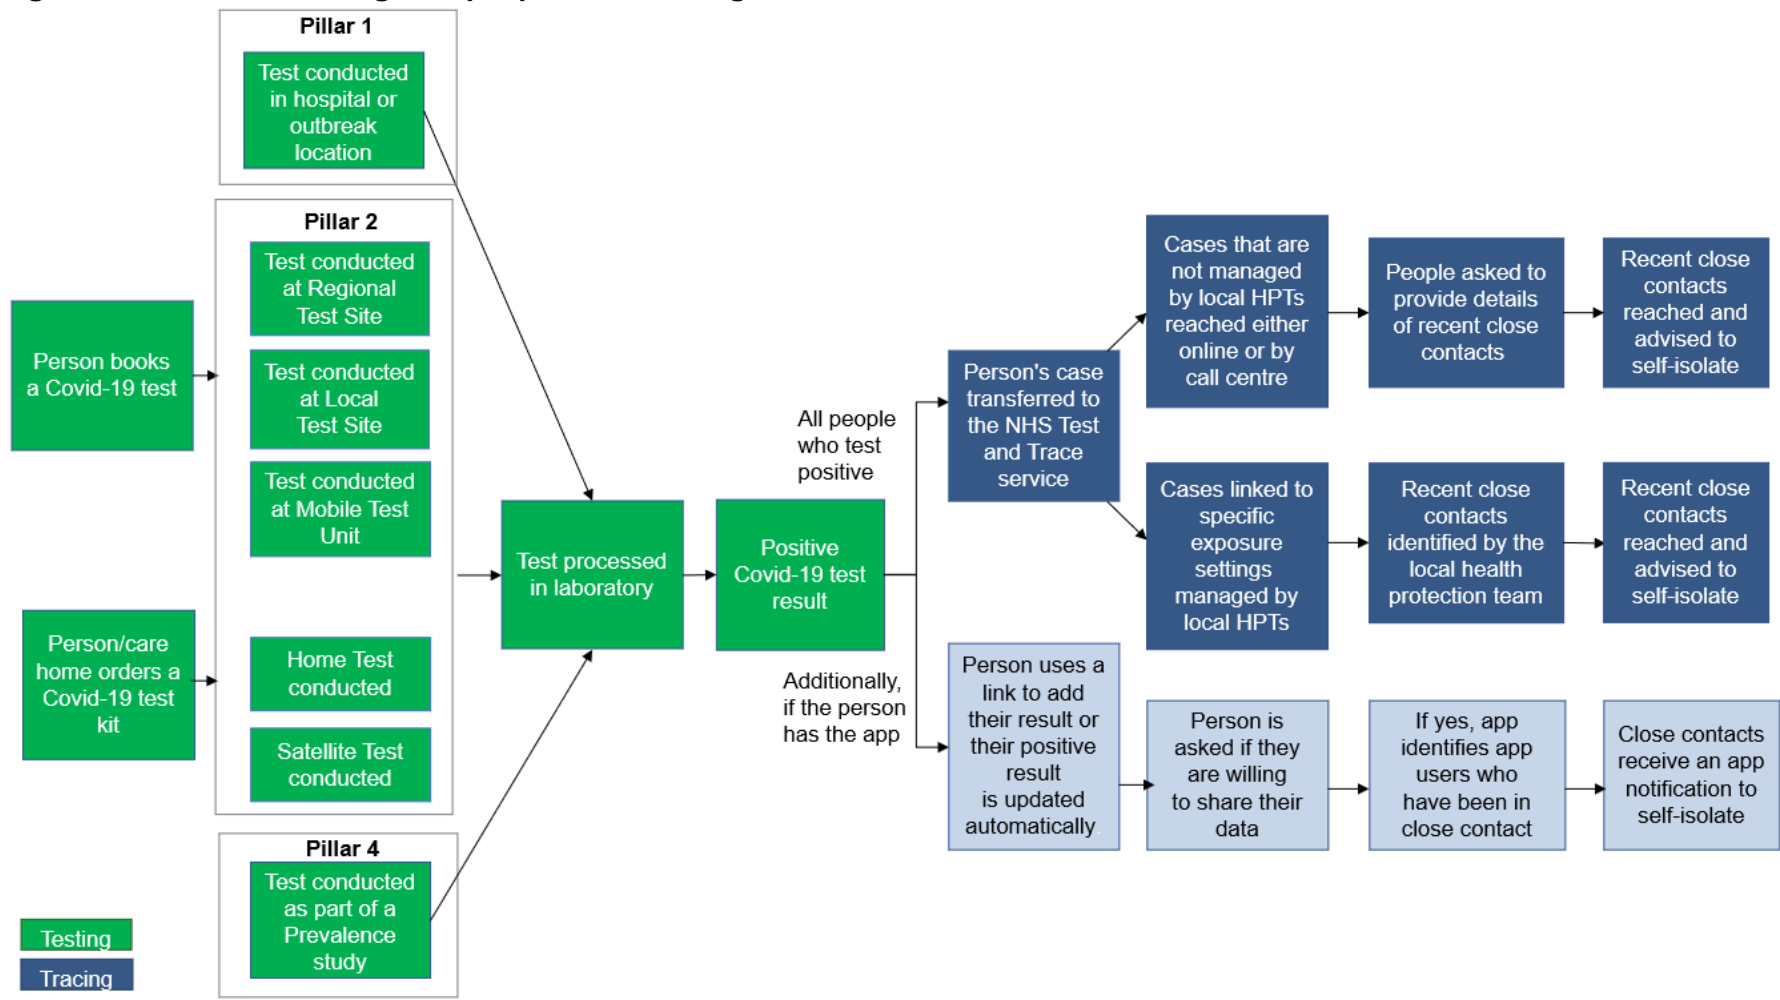 Pillar 1
Test conducted
in hospital or
outbreak
location
Pillar 2
Test conducted
at Regional
Test Site
Test conducted
at Local
Test Site
Test conducted
at Mobile Test
Unit
Home Test
conducted
Satellite Test
conducted
Person books
a Covid-19 test
Person/care
home orders a
Covid-19 test
kit
Pillar 4
Test conducted
as part of a
Prevalence
study
Test processed
in laboratory
Positive
Covid-19 test
result
All people
who test
positive
Additionally,
if the person
has the app
Person's case
transferred to
the NHS Test
and Trace
service
Cases that are
not managed
by local HPTs
reached either
online or by
call centre
People asked to
provide details
of recent close
contacts
Recent close
contacts
reached and
advised to
self-isolate
Cases linked to
specific
exposure
settings
managed by
local HPTs
Recent close
contacts
identified by the
local health
protection team
Recent close
contacts
reached and
advised to
self-isolate
Person uses a
link to add
their result or
their positive
result
is updated
automatically.
Person is
asked if they
are willing
to share their
data
If yes, app
identifies app
users who
have been in
close contact
Close contacts
receive an app
notification to
self-isolate
Testing
Tracing